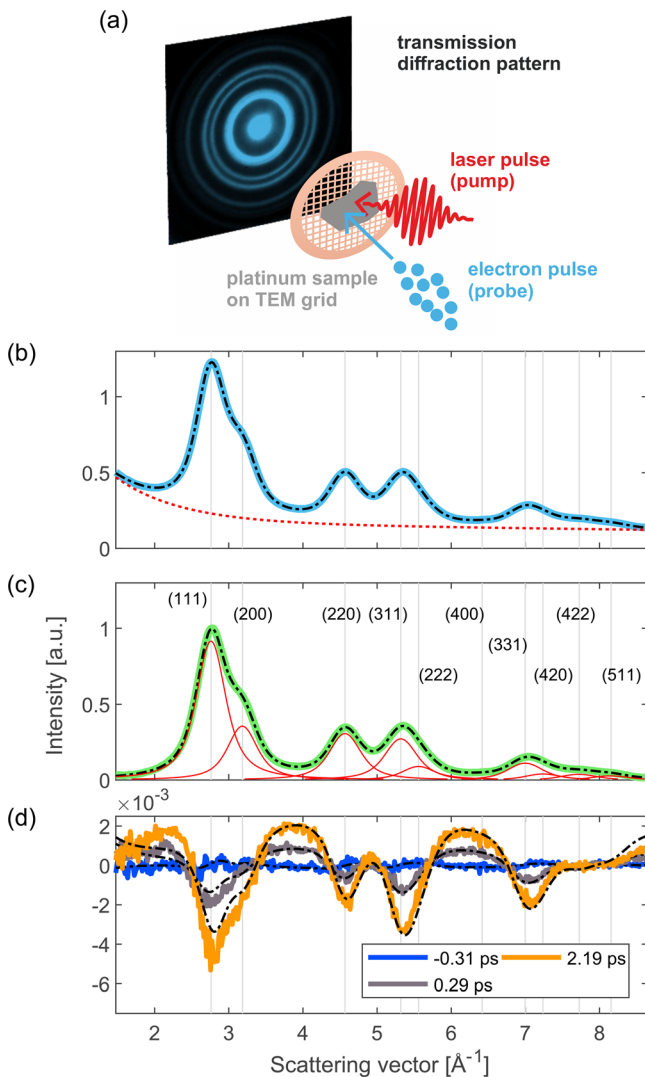 (a)
transmission
diffraction pattern
laser pulse
(pump)
platinum sample
on TEM grid
electron pulse
(probe)
(b)
1
0.5
0
(c)
(111)
(200)
(220)
(311)
(400)
(422)
(222)
(331)
(420)
(511)
1
0.5
0
Intensity [a.u.]
(d)
×10⁻³
2
0
-2
-4
-6
-0.31 ps
2.19 ps
0.29 ps
2 3 4 5 6 7 8
Scattering vector [Å⁻¹]